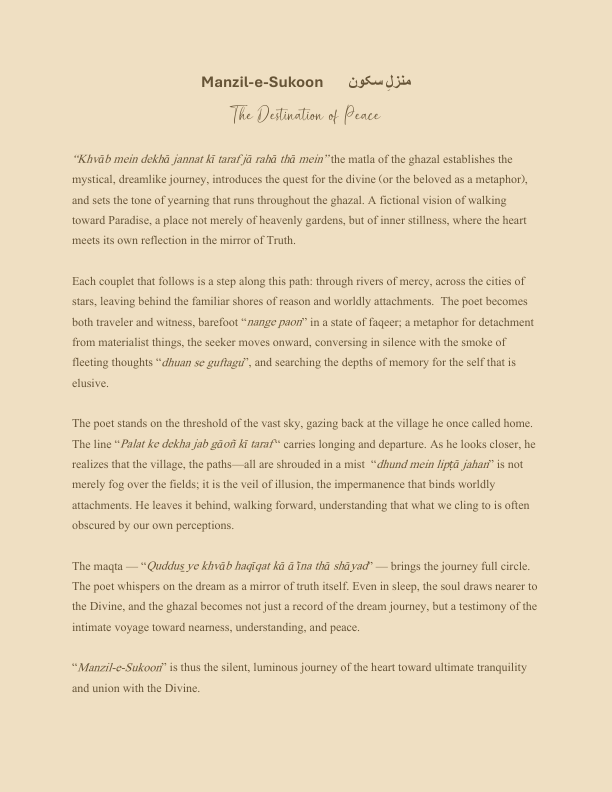 Manzil-e-Sukoon منزلِ سکون
The Destination of Peace
“Khvāb mein dekhā jannat kī taraf jā rahā thā mein” the matla of the ghazal establishes the
mystical, dreamlike journey, introduces the quest for the divine (or the beloved as a metaphor),
and sets the tone of yearning that runs throughout the ghazal. A fictional vision of walking
toward Paradise, a place not merely of heavenly gardens, but of inner stillness, where the heart
meets its own reflection in the mirror of Truth.
Each couplet that follows is a step along this path: through rivers of mercy, across the cities of
stars, leaving behind the familiar shores of reason and worldly attachments. The poet becomes
both traveler and witness, barefoot “nange paon” in a state of faqeer; a metaphor for detachment
from materialist things, the seeker moves onward, conversing in silence with the smoke of
fleeting thoughts “dhuan se guftagu”, and searching the depths of memory for the self that is
elusive.
The poet stands on the threshold of the vast sky, gazing back at the village he once called home.
The line “Palat ke dekha jab gāoñ kī taraf“ carries longing and departure. As he looks closer, he
realizes that the village, the paths—all are shrouded in a mist “dhund mein lipṭā jahan” is not
merely fog over the fields; it is the veil of illusion, the impermanence that binds worldly
attachments. He leaves it behind, walking forward, understanding that what we cling to is often
obscured by our own perceptions.
The maqta — “Quddus̱ ye khvāb haqīqat kā ā īna thā shāyad” — brings the journey full circle.
The poet whispers on the dream as a mirror of truth itself. Even in sleep, the soul draws nearer to
the Divine, and the ghazal becomes not just a record of the dream journey, but a testimony of the
intimate voyage toward nearness, understanding, and peace.
“Manzil-e-Sukoon” is thus the silent, luminous journey of the heart toward ultimate tranquility
and union with the Divine.